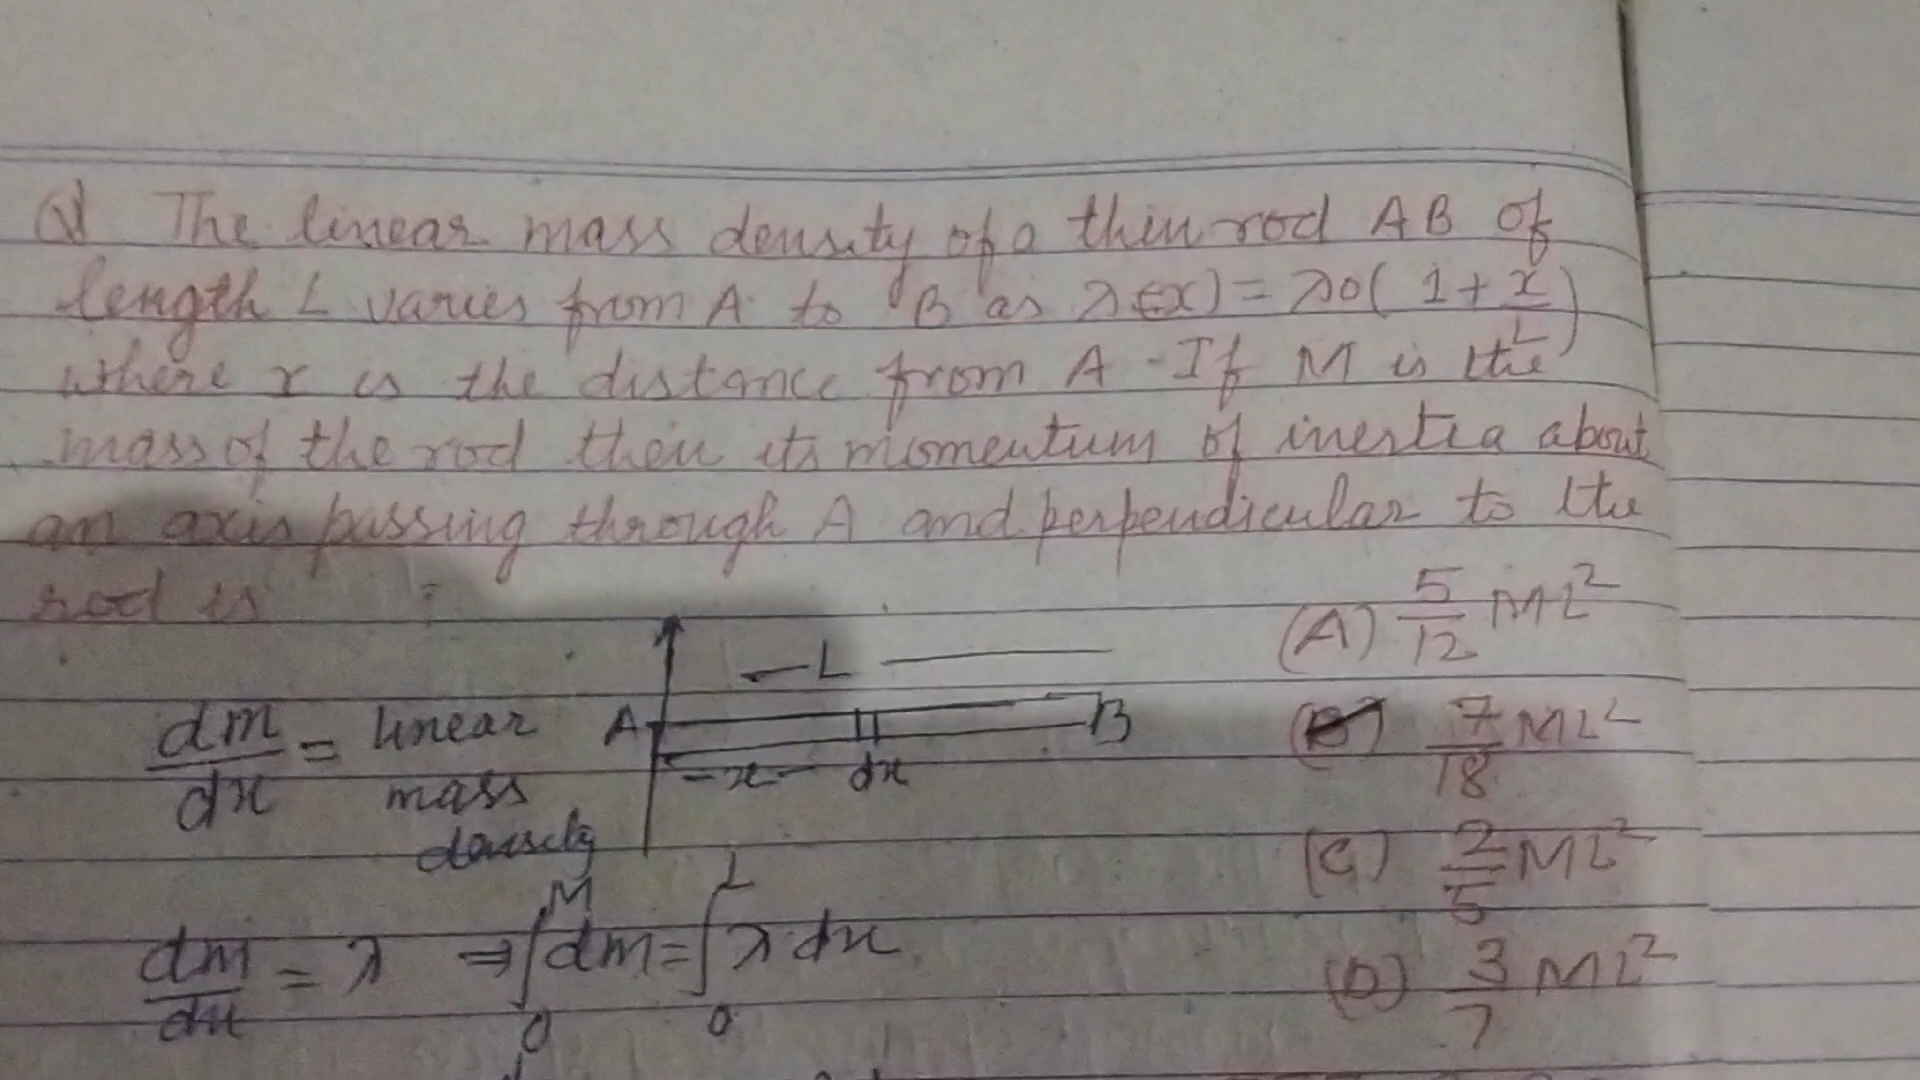 Q The linear mass density of a thin rod AB of
length L varies from A to B as λ(x) = λ0(1 + x/L)
where x is the distance from A. If M is the
mass of the rod then its momentum of inertia about
an axis passing through A and perpendicular to the
rod is
(A) 5/12 ML²
(B) 7/18 ML²
(C) 2/5 ML²
(D) 3/7 ML²
L
A B
x dx
dm/dx = linear
mass
density
dm/dx = λ ⇒ ∫₀ᴹ dm = ∫₀ᴸ λ dx